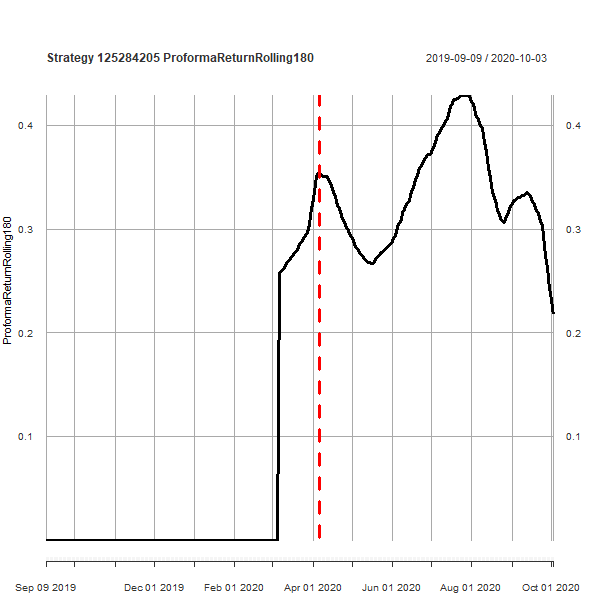 Strategy 125284205 ProformaReturnRolling180 2019-09-09 / 2020-10-03
ProformaReturnRolling180
0.4 0.4
0.3 0.3
0.2 0.2
0.1 0.1
Sep 09 2019 Dec 01 2019 Feb 01 2020 Apr 01 2020 Jun 01 2020 Aug 01 2020 Oct 01 2020